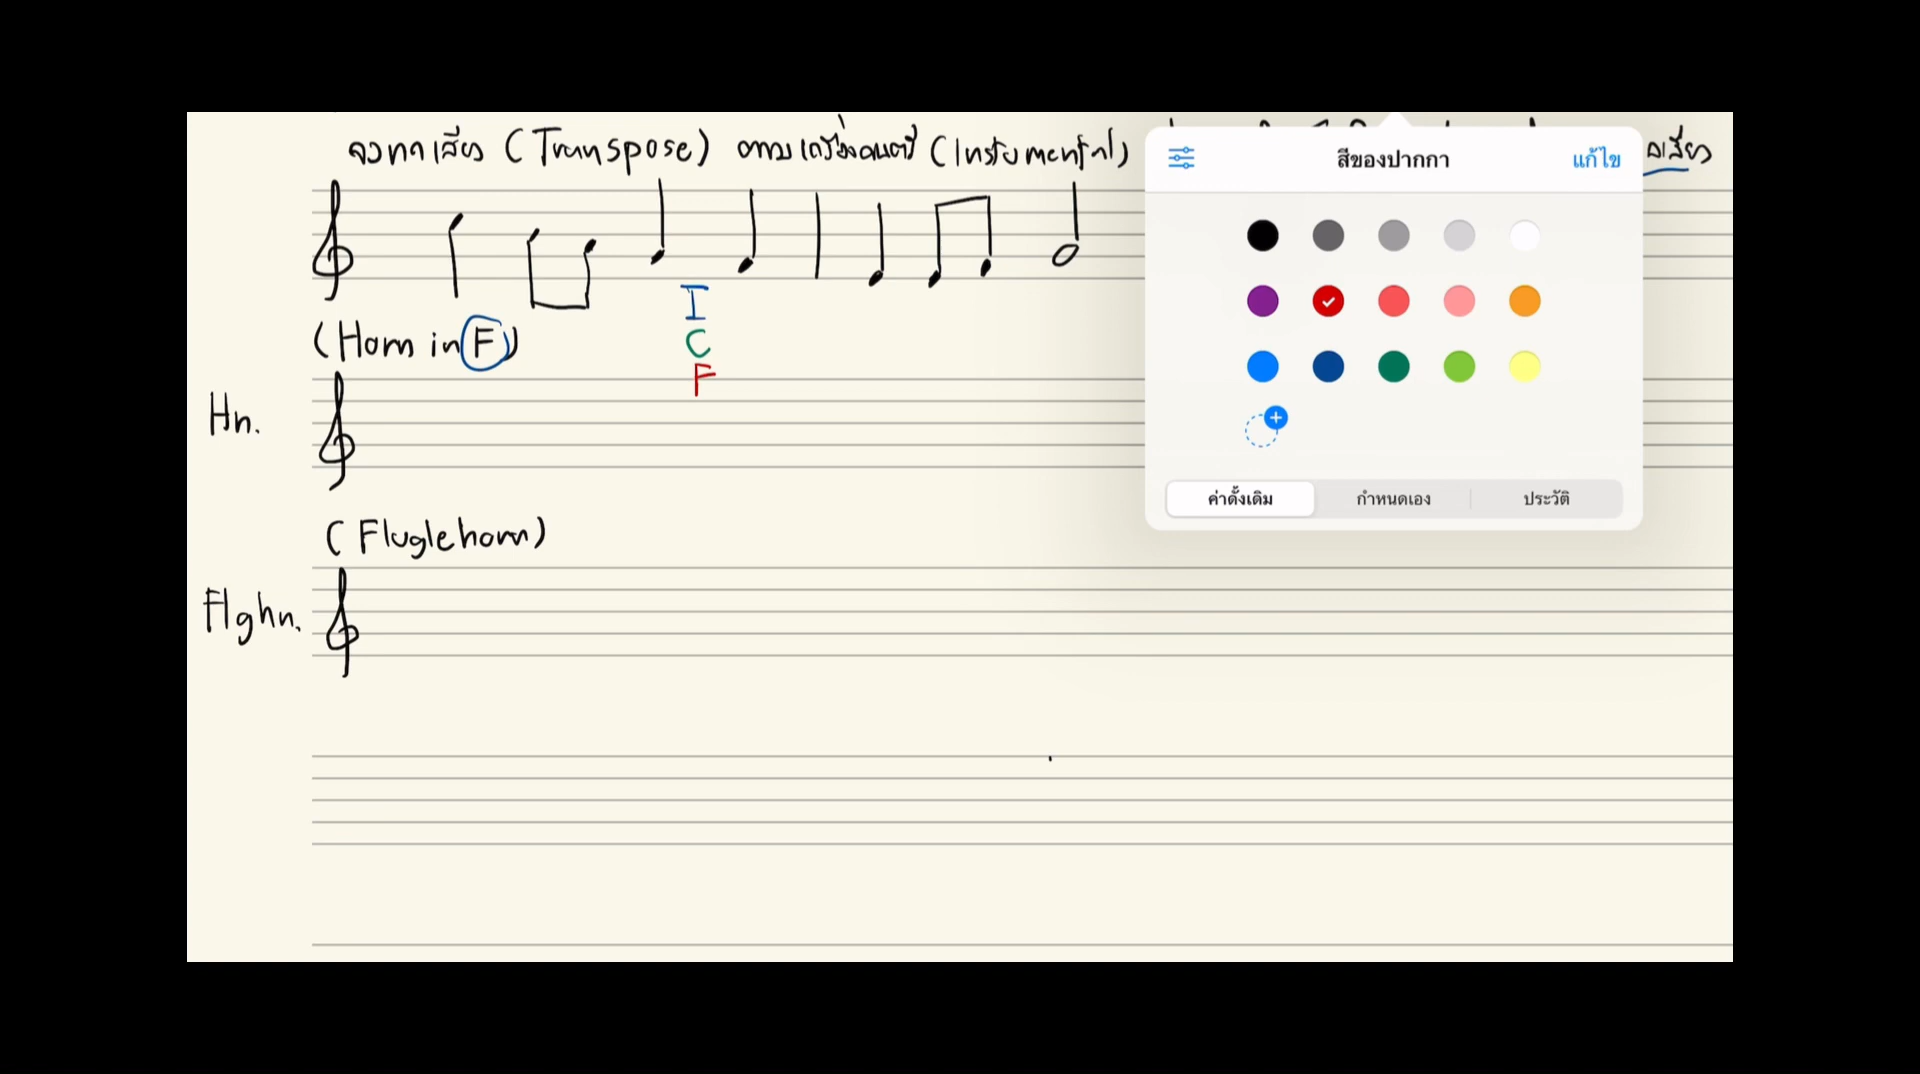 จงทดเสียง (Transpose) ตามเครื่องดนตรี (Instumental)
สีของปากกา
แก้ไข
I
C
F
(Horn in F)
Hn.
ค่าดั้งเดิม
กำหนดเอง
ประวัติ
(Fluglehorn)
Flghn.